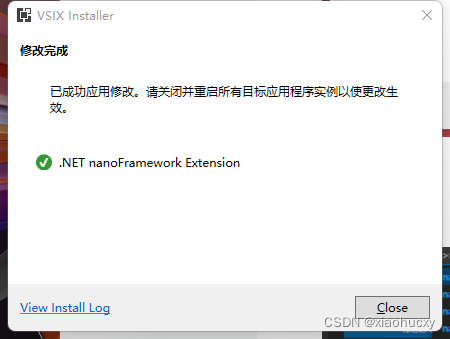 VSIX Installer
修改完成
已成功应用修改。请关闭并重启所有目标应用程序实例以使更改生
效。
.NET nanoFramework Extension
View Install Log
Close
CSDN @xiaohucxy